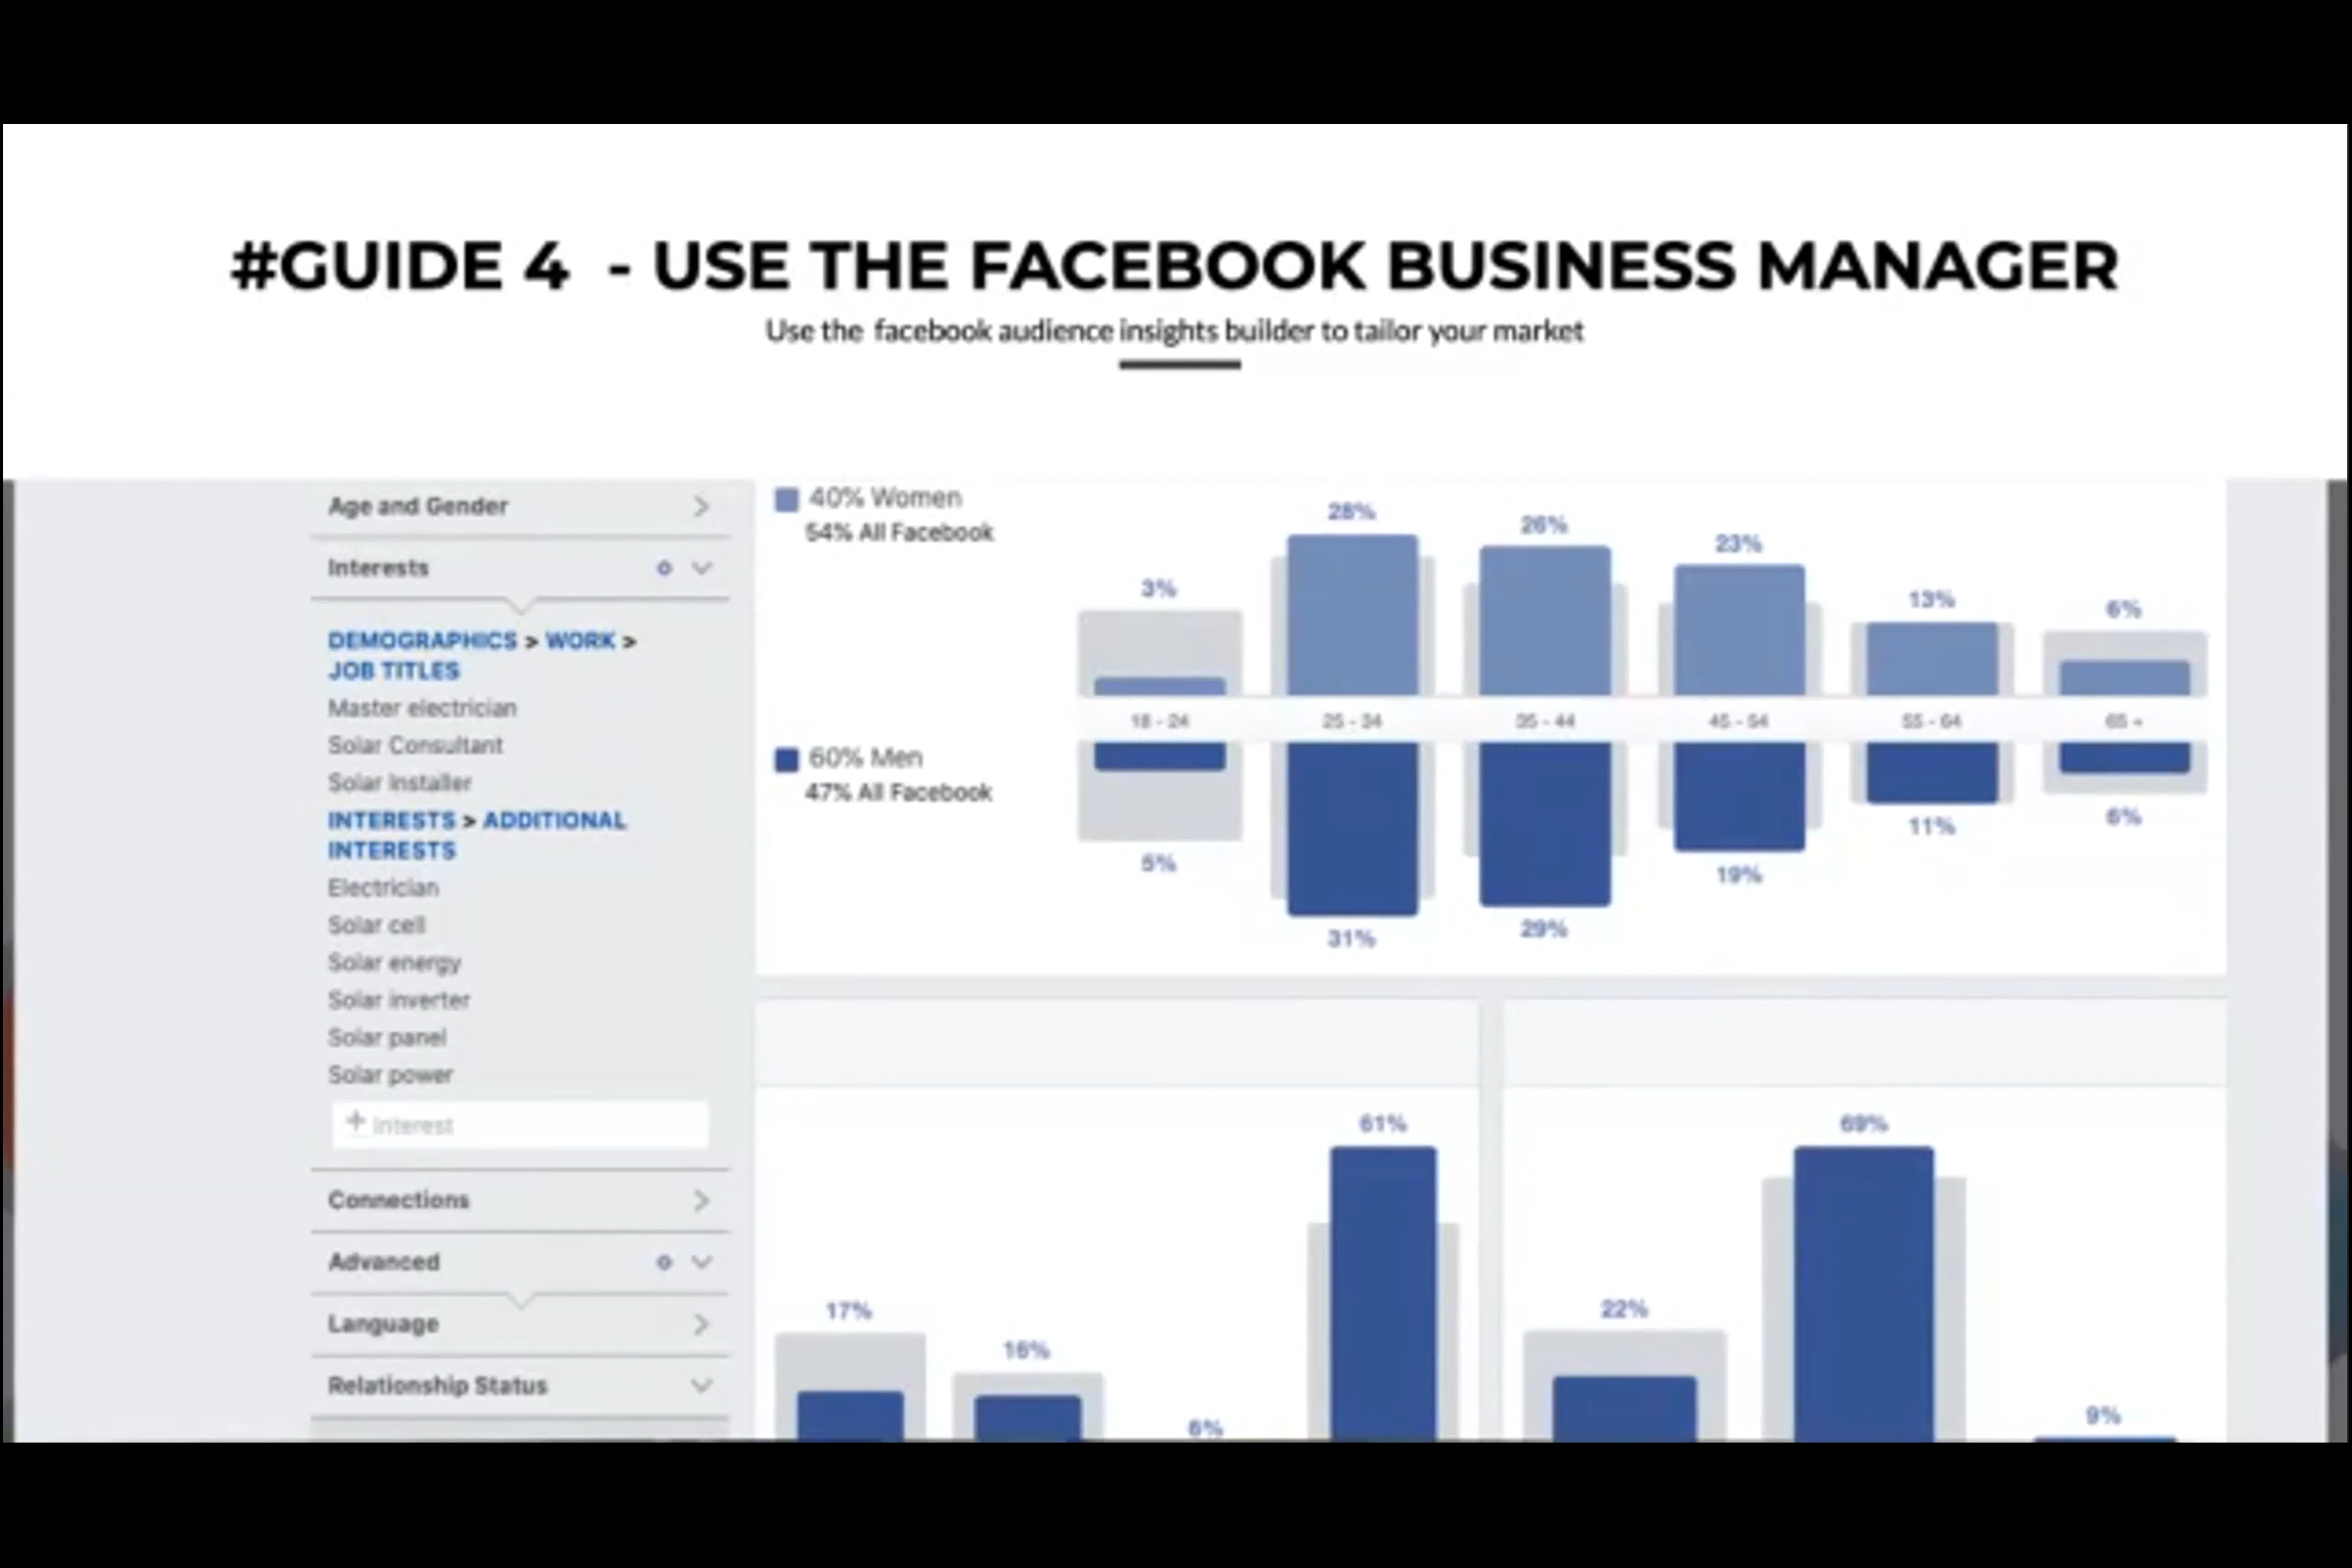 #GUIDE 4 - USE THE FACEBOOK BUSINESS MANAGER
Use the facebook audience insights builder to tailor your market
Age and Gender
Interests
DEMOGRAPHICS > WORK >
JOB TITLES
Master electrician
Solar Consultant
Solar Installer
INTERESTS > ADDITIONAL
INTERESTS
Electrician
Solar cell
Solar energy
Solar inverter
Solar panel
Solar power
+ Interest
Connections
Advanced
Language
Relationship Status
40% Women
54% All Facebook
3% 28% 26% 23% 13% 6%
18 - 24 25 - 34 35 - 44 45 - 54 55 - 64 65 +
60% Men
47% All Facebook
5% 31% 29% 19% 11% 6%
17% 16% 6% 61%
22% 69% 9%